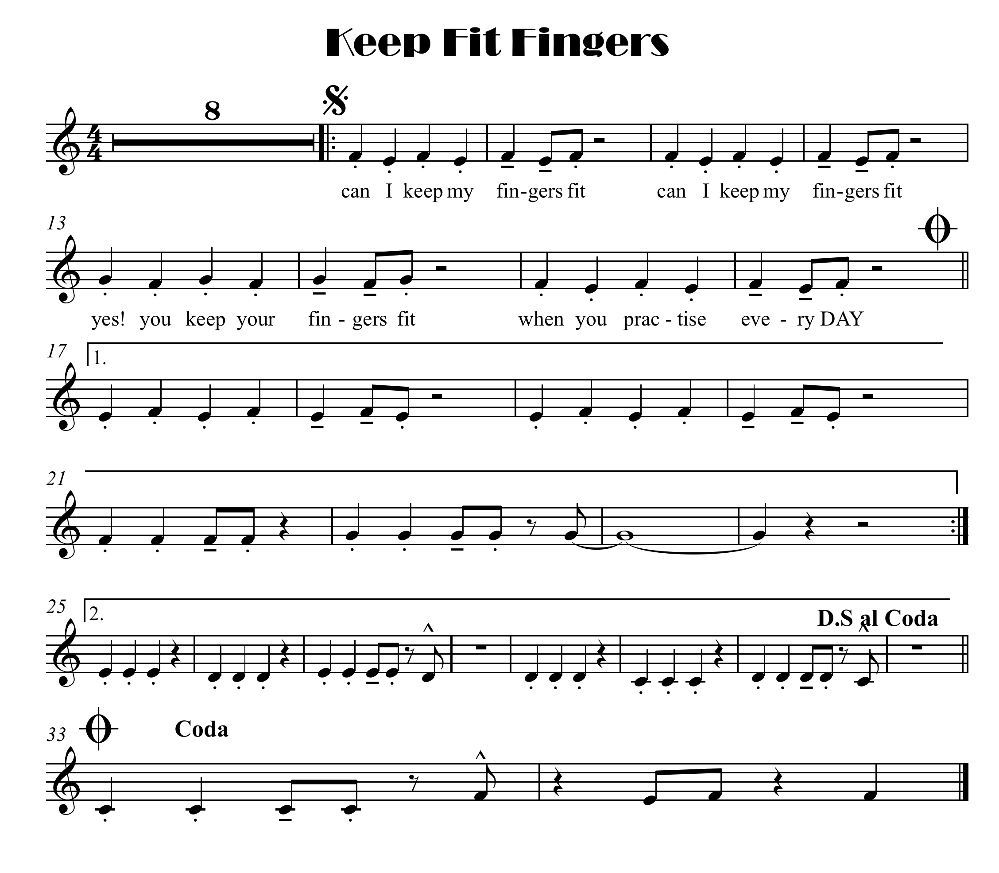 Keep Fit Fingers
8
4
4
can I keep my fin-gers fit can I keep my fin-gers fit
13
yes! you keep your fin - gers fit when you prac - tise eve - ry DAY
17
1.
21
25
2.
D.S al Coda
33
Coda